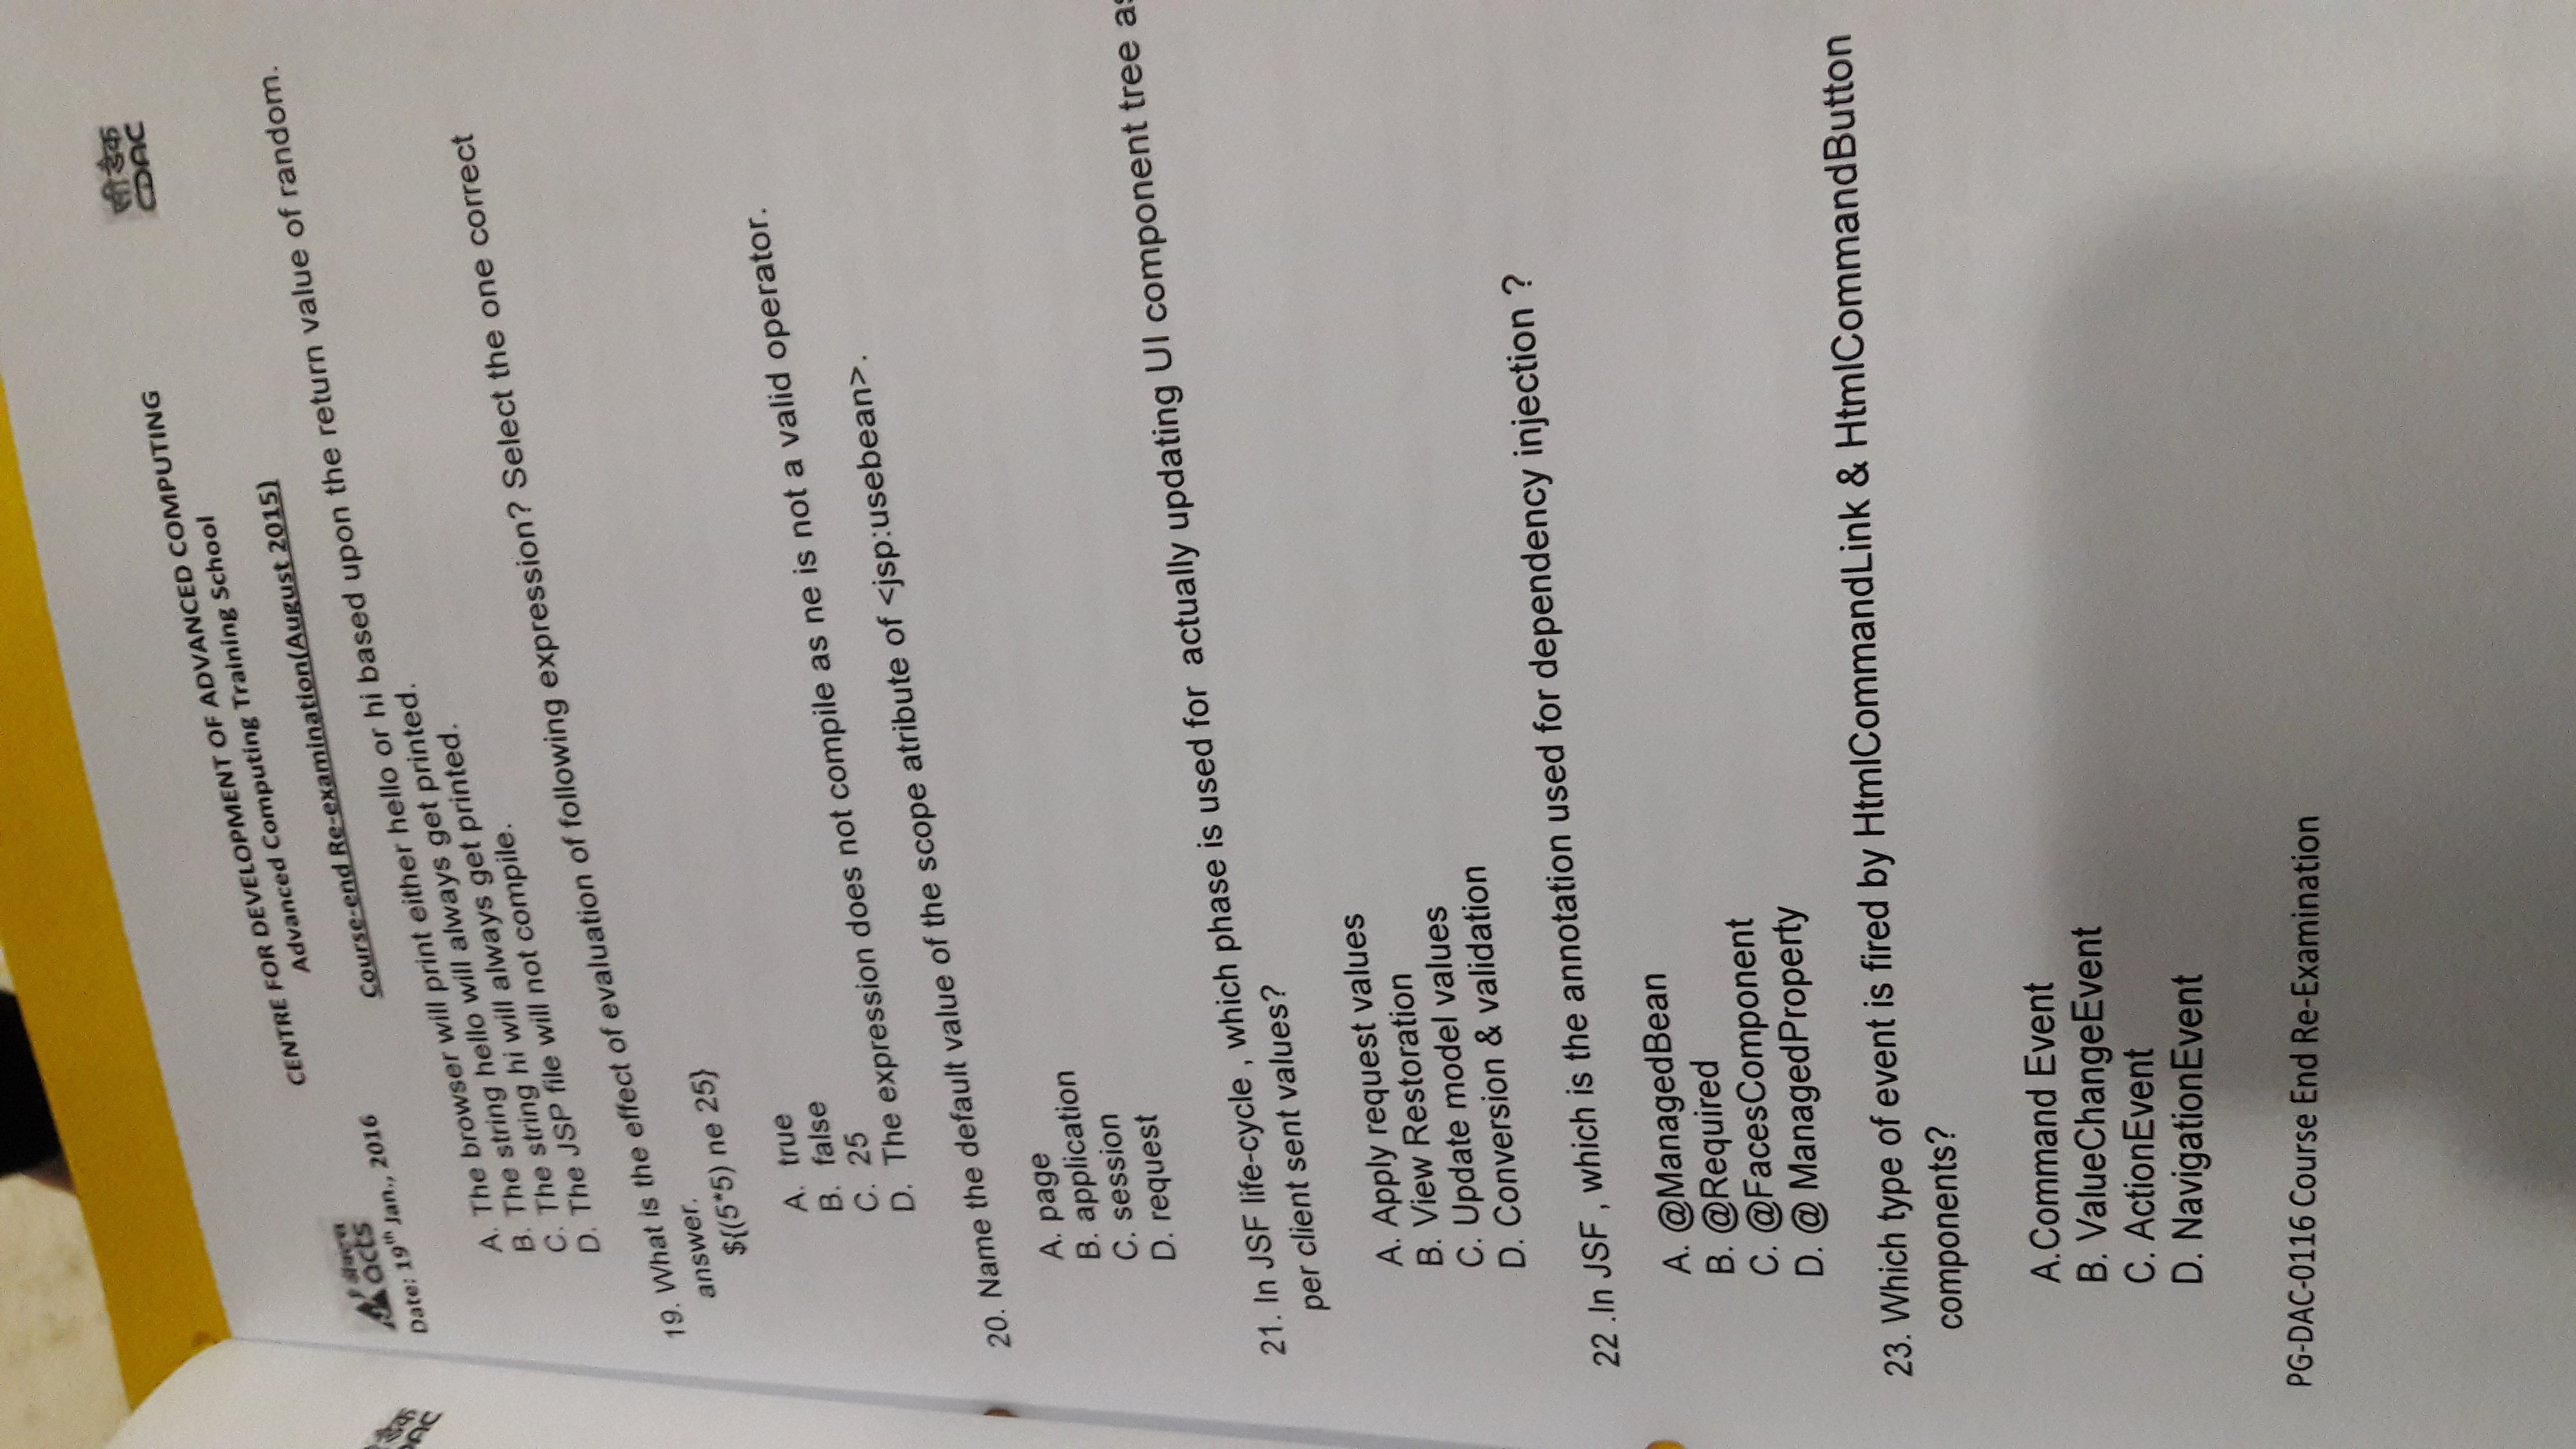 सी डैक
CDAC
CENTRE FOR DEVELOPMENT OF ADVANCED COMPUTING
Advanced Computing Training School
acts
Date: 19th Jan., 2016
Course-end Re-examination(August 2015)
A. The browser will print either hello or hi based upon the return value of random.
B. The string hello will always get printed.
C. The string hi will always get printed.
D. The JSP file will not compile.
19. What is the effect of evaluation of following expression? Select the one correct
answer.
${(5*5) ne 25}
A. true
B. false
C. 25
D. The expression does not compile as ne is not a valid operator.
20. Name the default value of the scope atribute of <jsp:usebean>.
A. page
B. application
C. session
D. request
21. In JSF life-cycle , which phase is used for actually updating UI component tree as
per client sent values?
A. Apply request values
B. View Restoration
C. Update model values
D. Conversion & validation
22 .In JSF , which is the annotation used for dependency injection ?
A. @ManagedBean
B. @Required
C. @FacesComponent
D. @ ManagedProperty
23. Which type of event is fired by HtmlCommandLink & HtmlCommandButton
components?
A.Command Event
B. ValueChangeEvent
C. ActionEvent
D. NavigationEvent
PG-DAC-0116 Course End Re-Examination